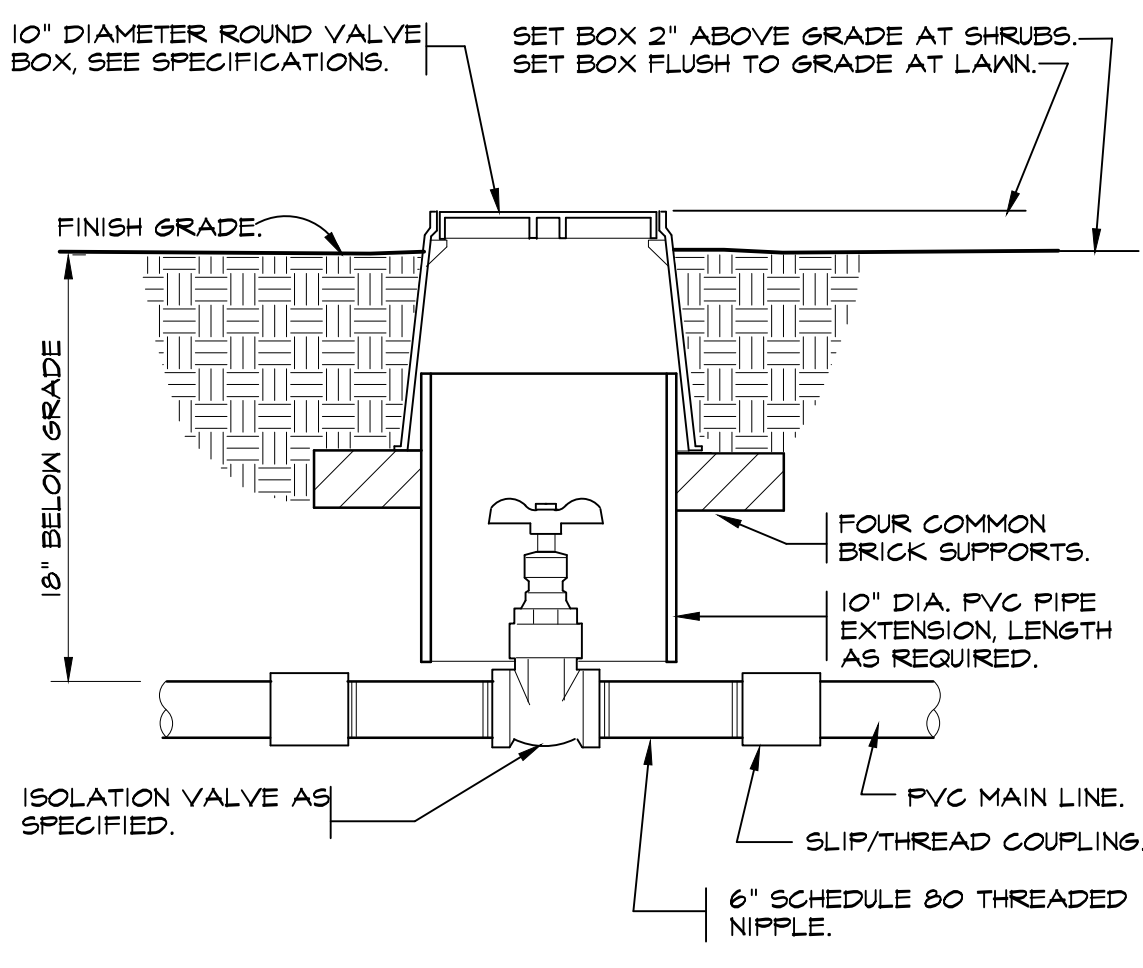 10" DIAMETER ROUND VALVE
BOX, SEE SPECIFICATIONS.
SET BOX 2" ABOVE GRADE AT SHRUBS.
SET BOX FLUSH TO GRADE AT LAWN.
FINISH GRADE.
18" BELOW GRADE
FOUR COMMON
BRICK SUPPORTS.
10" DIA. PVC PIPE
EXTENSION, LENGTH
AS REQUIRED.
ISOLATION VALVE AS
SPECIFIED.
PVC MAIN LINE.
SLIP/THREAD COUPLING.
6" SCHEDULE 80 THREADED
NIPPLE.